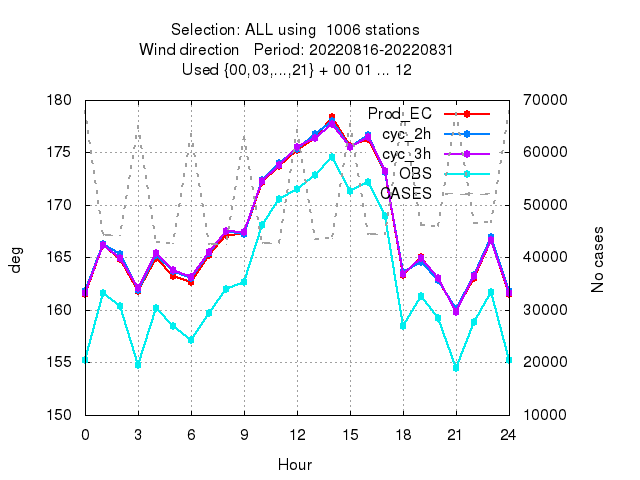 Selection: ALL using  1006 stations
Wind direction   Period: 20220816-20220831
Used {00,03,...,21} + 00 01 ... 12
180 70000
Prod_EC
cyc_2h
175 60000
cyc_3h
OBS
CASES
170 50000
165 40000
160 30000
155 20000
150 10000
deg
No cases
0 3 6 9 12 15 18 21 24
Hour